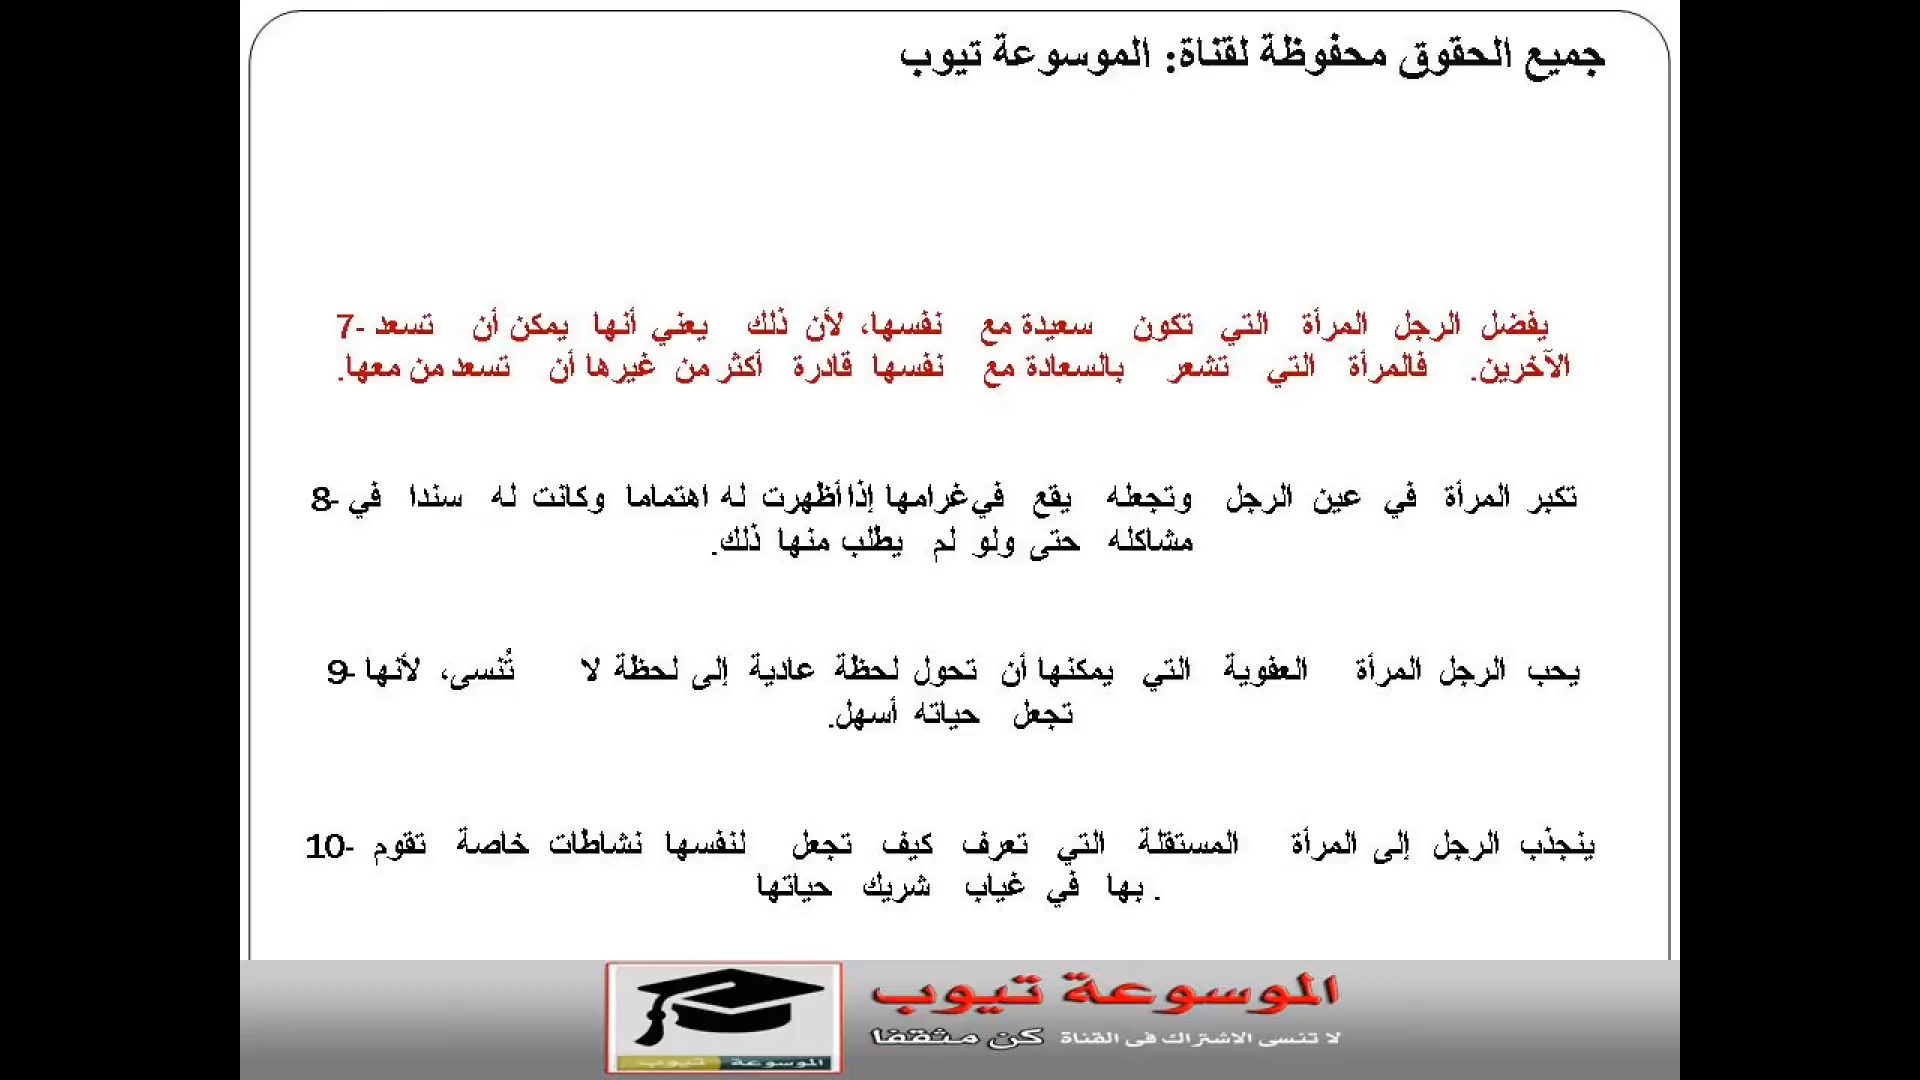 جميع الحقوق محفوظة لقناة: الموسوعة تيوب
7- يفضل الرجل المرأة التي تكون سعيدة مع نفسها، لأن ذلك يعني أنها يمكن أن تسعد
الآخرين. فالمرأة التي تشعر بالسعادة مع نفسها قادرة أكثر من غيرها أن تسعد من معها.
8- تكبر المرأة في عين الرجل وتجعله يقع في غرامها إذا أظهرت له اهتماما وكانت له سندا في
مشاكله حتى ولو لم يطلب منها ذلك.
9- يحب الرجل المرأة العفوية التي يمكنها أن تحول لحظة عادية إلى لحظة لا تُنسى، لأنها
تجعل حياته أسهل.
10- ينجذب الرجل إلى المرأة المستقلة التي تعرف كيف تجعل لنفسها نشاطات خاصة تقوم
. بها في غياب شريك حياتها
الموسوعة تيوب
لا تنسى الاشتراك فى القناة كن مثقفا
الموسوعة تيوب